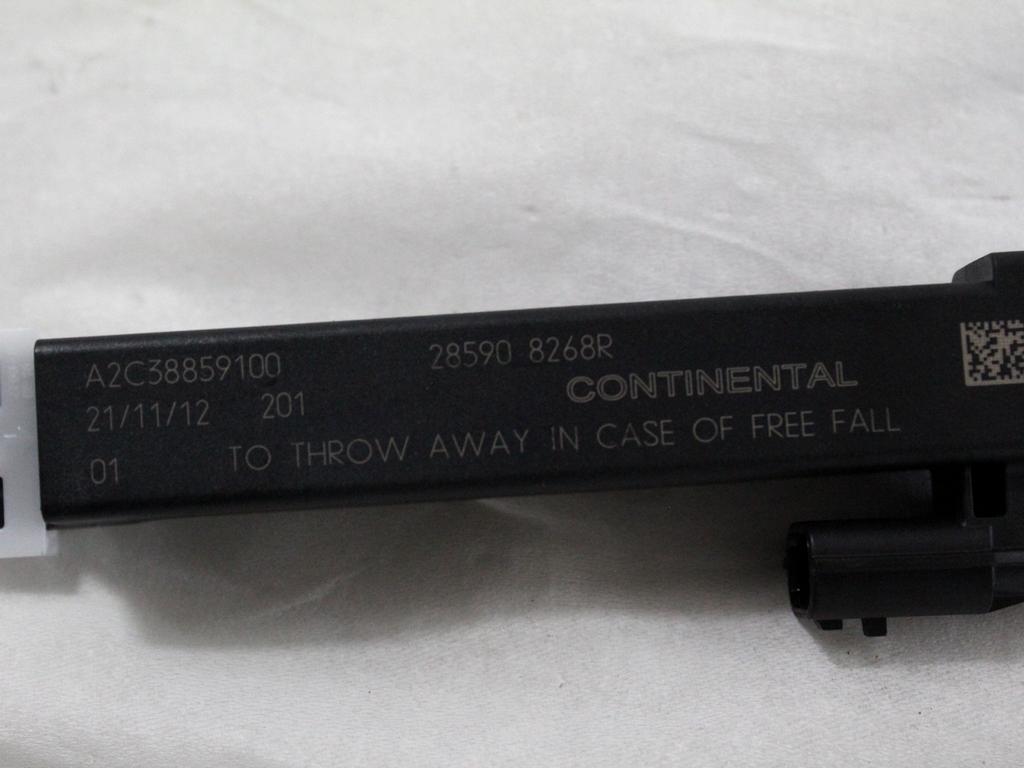 A2C38859100 28590 8268R
CONTINENTAL
21/11/12 201
TO THROW AWAY IN CASE OF FREE FALL
01